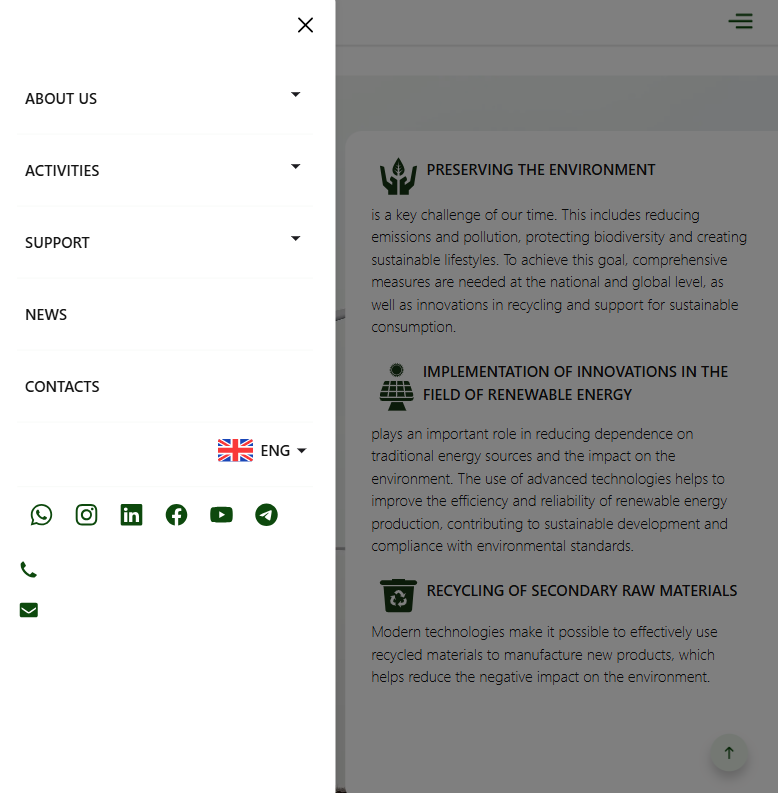 ABOUT US
ACTIVITIES
SUPPORT
NEWS
CONTACTS
ENG
PRESERVING THE ENVIRONMENT
is a key challenge of our time. This includes reducing
emissions and pollution, protecting biodiversity and creating
sustainable lifestyles. To achieve this goal, comprehensive
measures are needed at the national and global level, as
well as innovations in recycling and support for sustainable
consumption.
IMPLEMENTATION OF INNOVATIONS IN THE
FIELD OF RENEWABLE ENERGY
plays an important role in reducing dependence on
traditional energy sources and the impact on the
environment. The use of advanced technologies helps to
improve the efficiency and reliability of renewable energy
production, contributing to sustainable development and
compliance with environmental standards.
RECYCLING OF SECONDARY RAW MATERIALS
Modern technologies make it possible to effectively use
recycled materials to manufacture new products, which
helps reduce the negative impact on the environment.